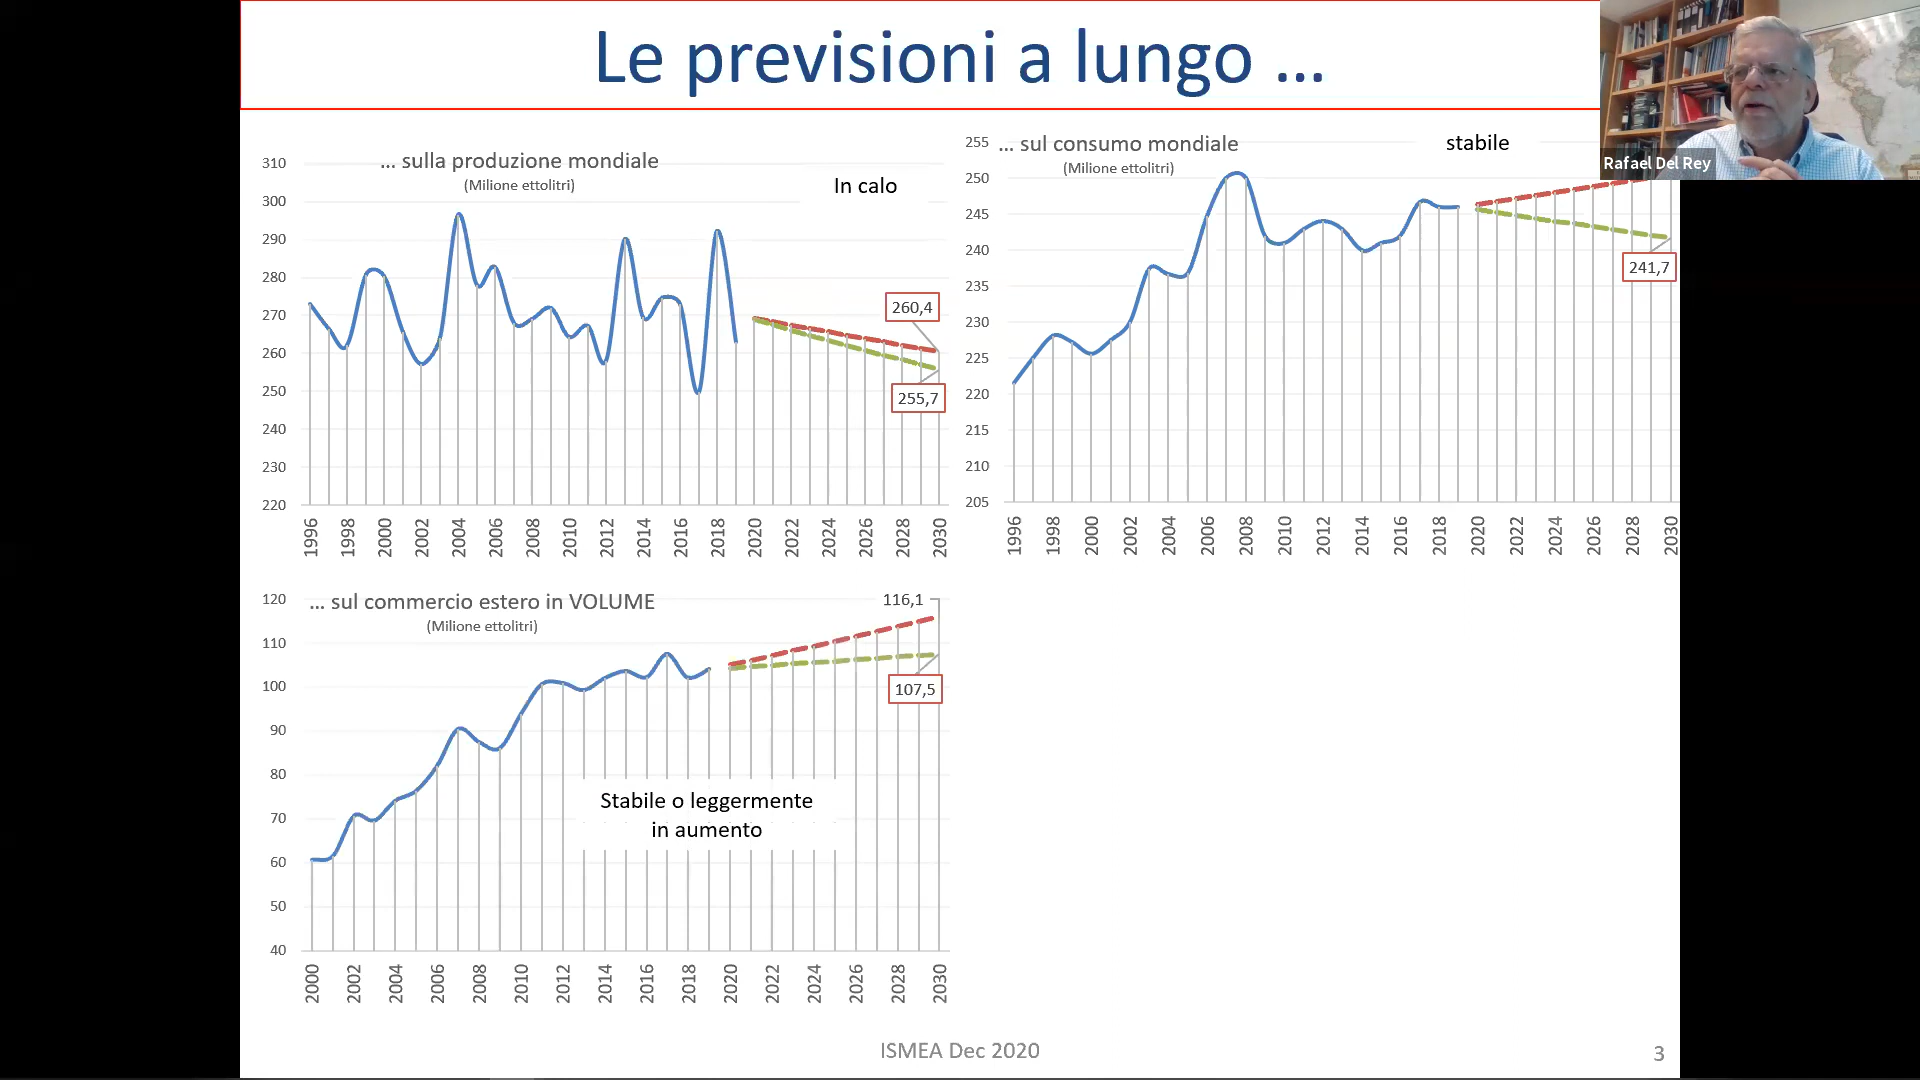 Le previsioni a lungo ...
Rafael Del Rey
... sulla produzione mondiale
(Milione ettolitri)
In calo
310
300
290
280
270
260
250
240
230
220
260,4
255,7
1996 1998 2000 2002 2004 2006 2008 2010 2012 2014 2016 2018 2020 2022 2024 2026 2028 2030
... sul consumo mondiale
(Milione ettolitri)
stabile
255
250
245
240
235
230
225
220
215
210
205
241,7
1996 1998 2000 2002 2004 2006 2008 2010 2012 2014 2016 2018 2020 2022 2024 2026 2028 2030
... sul commercio estero in VOLUME
(Milione ettolitri)
120
110
100
90
80
70
60
50
40
116,1
107,5
Stabile o leggermente
in aumento
2000 2002 2004 2006 2008 2010 2012 2014 2016 2018 2020 2022 2024 2026 2028 2030
ISMEA Dec 2020
3